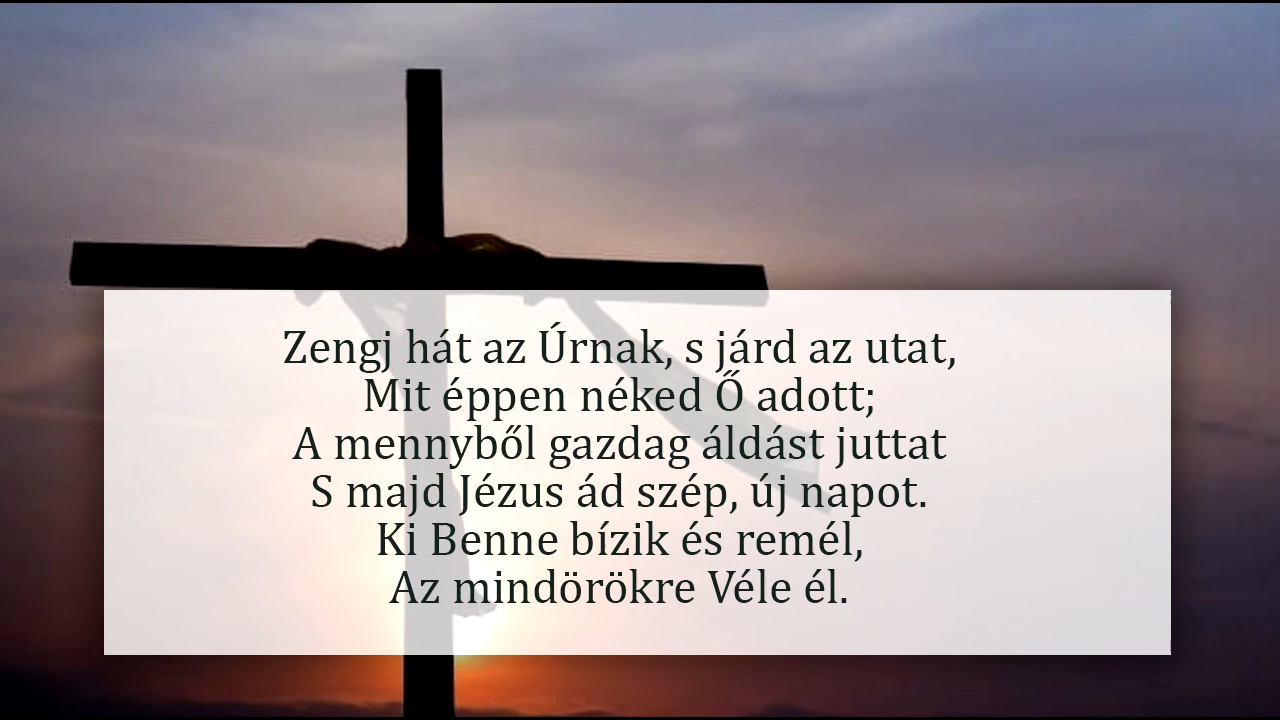 Zengj hát az Úrnak, s járd az utat,
Mit éppen néked Ő adott;
A mennyből gazdag áldást juttat
S majd Jézus ád szép, új napot.
Ki Benne bízik és remél,
Az mindörökre Véle él.